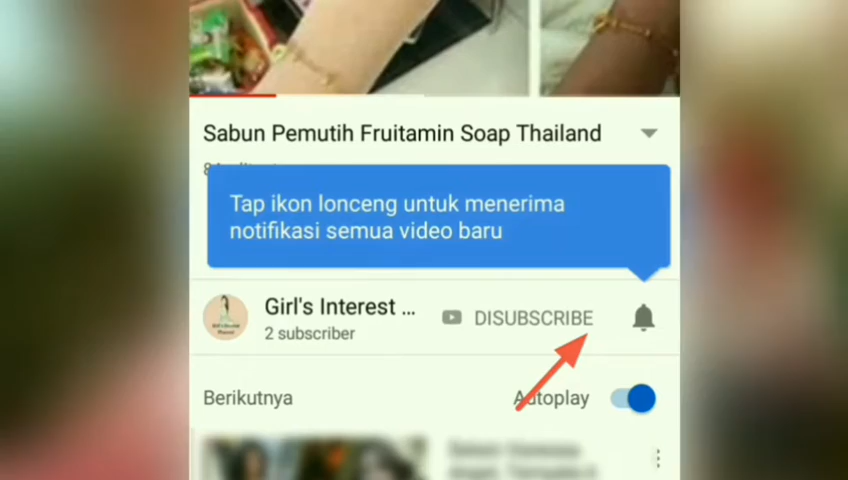 Sabun Pemutih Fruitamin Soap Thailand
Tap ikon lonceng untuk menerima
notifikasi semua video baru
Girl's Interest ...
DISUBSCRIBE
2 subscriber
Berikutnya
Autoplay